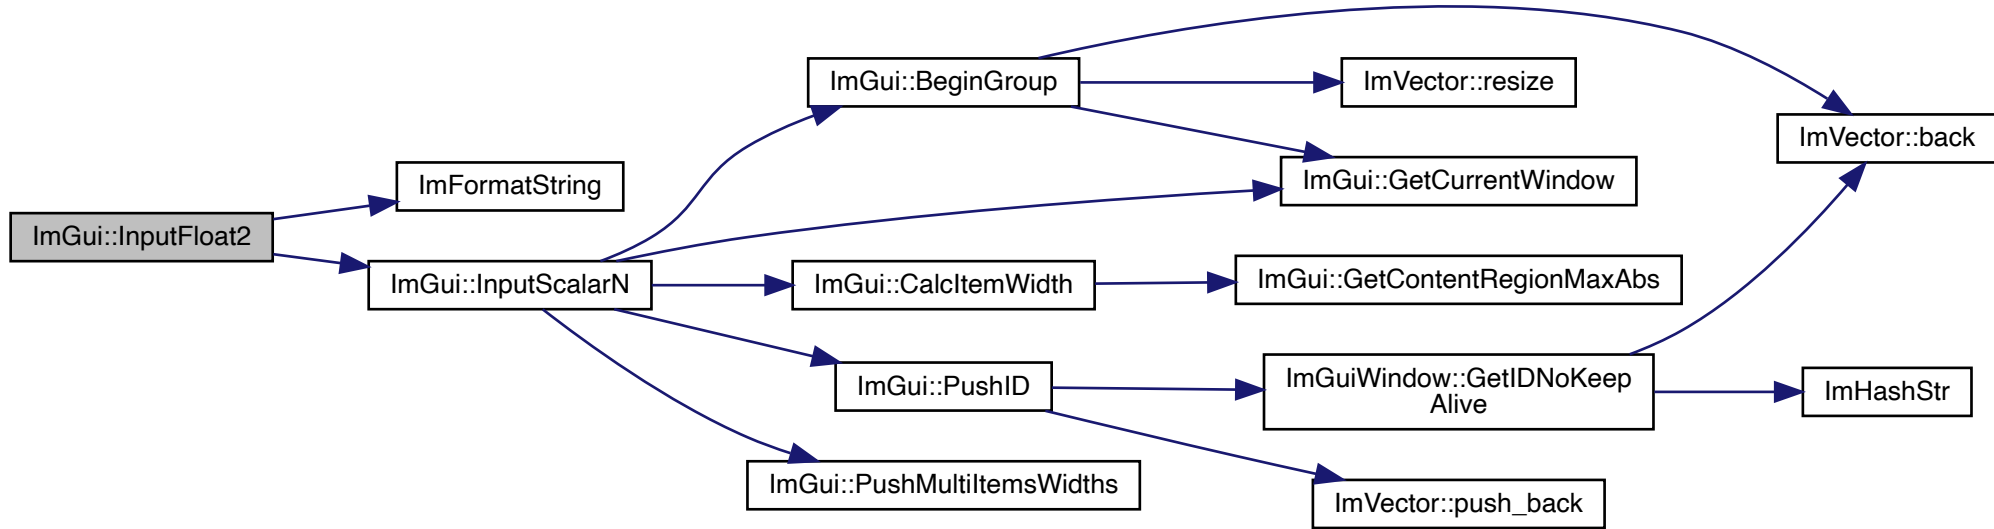 ImGui::InputFloat2
ImFormatString
ImGui::InputScalarN
ImGui::BeginGroup
ImGui::CalcItemWidth
ImGui::PushID
ImGui::PushMultiItemsWidths
ImVector::resize
ImGui::GetCurrentWindow
ImGui::GetContentRegionMaxAbs
ImGuiWindow::GetIDNoKeep
Alive
ImVector::push_back
ImVector::back
ImHashStr